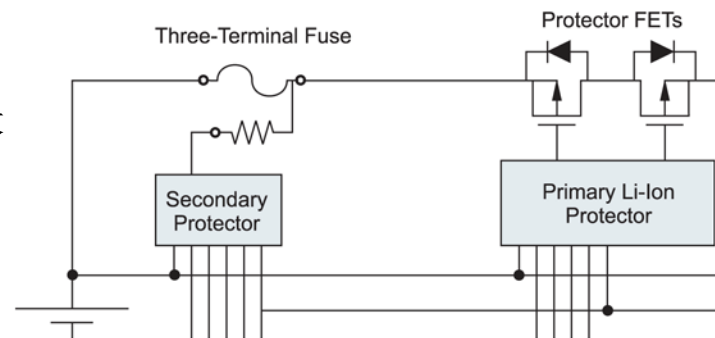 Protector FETs
Three-Terminal Fuse
Secondary
Protector
Primary Li-Ion
Protector